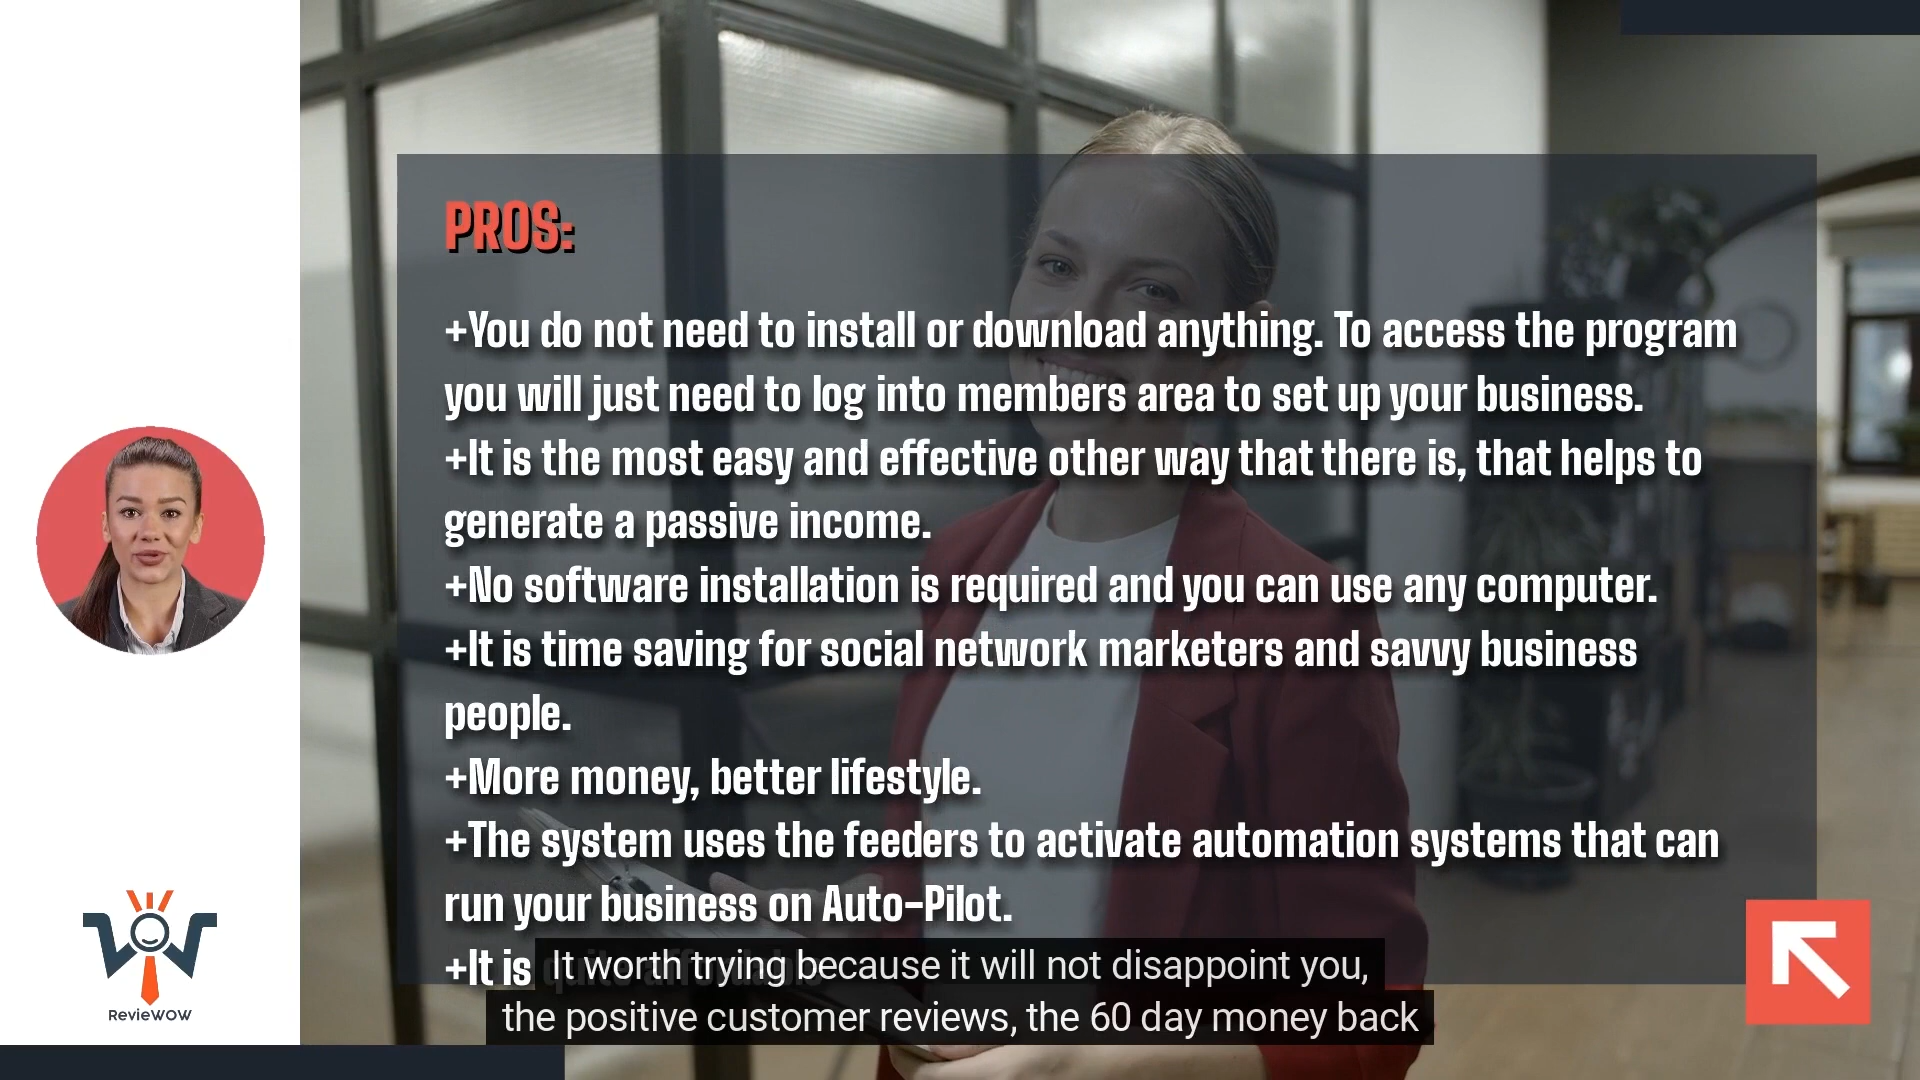 PROS:
+You do not need to install or download anything. To access the program
you will just need to log into members area to set up your business.
+It is the most easy and effective other way that there is, that helps to
generate a passive income.
+No software installation is required and you can use any computer.
+It is time saving for social network marketers and savvy business
people.
+More money, better lifestyle.
+The system uses the feeders to activate automation systems that can
run your business on Auto-Pilot.
+It is
It worth trying because it will not disappoint you,
the positive customer reviews, the 60 day money back
RevieWOW